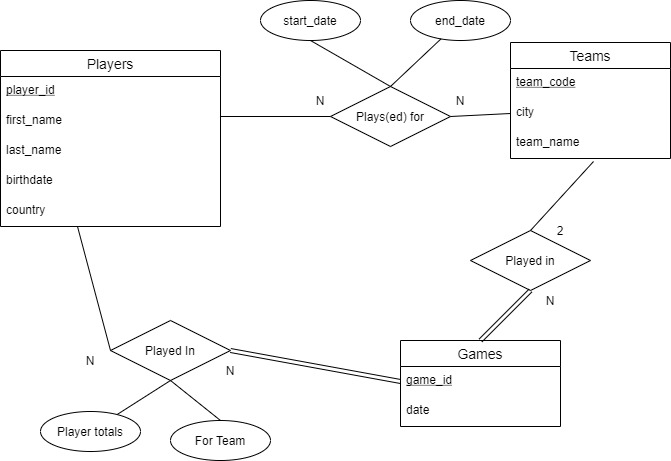 start_date
end_date
Players
player_id
first_name
last_name
birthdate
country
N
Plays(ed) for
N
Teams
team_code
city
team_name
2
Played in
N
N
Played In
N
Player totals
For Team
Games
game_id
date